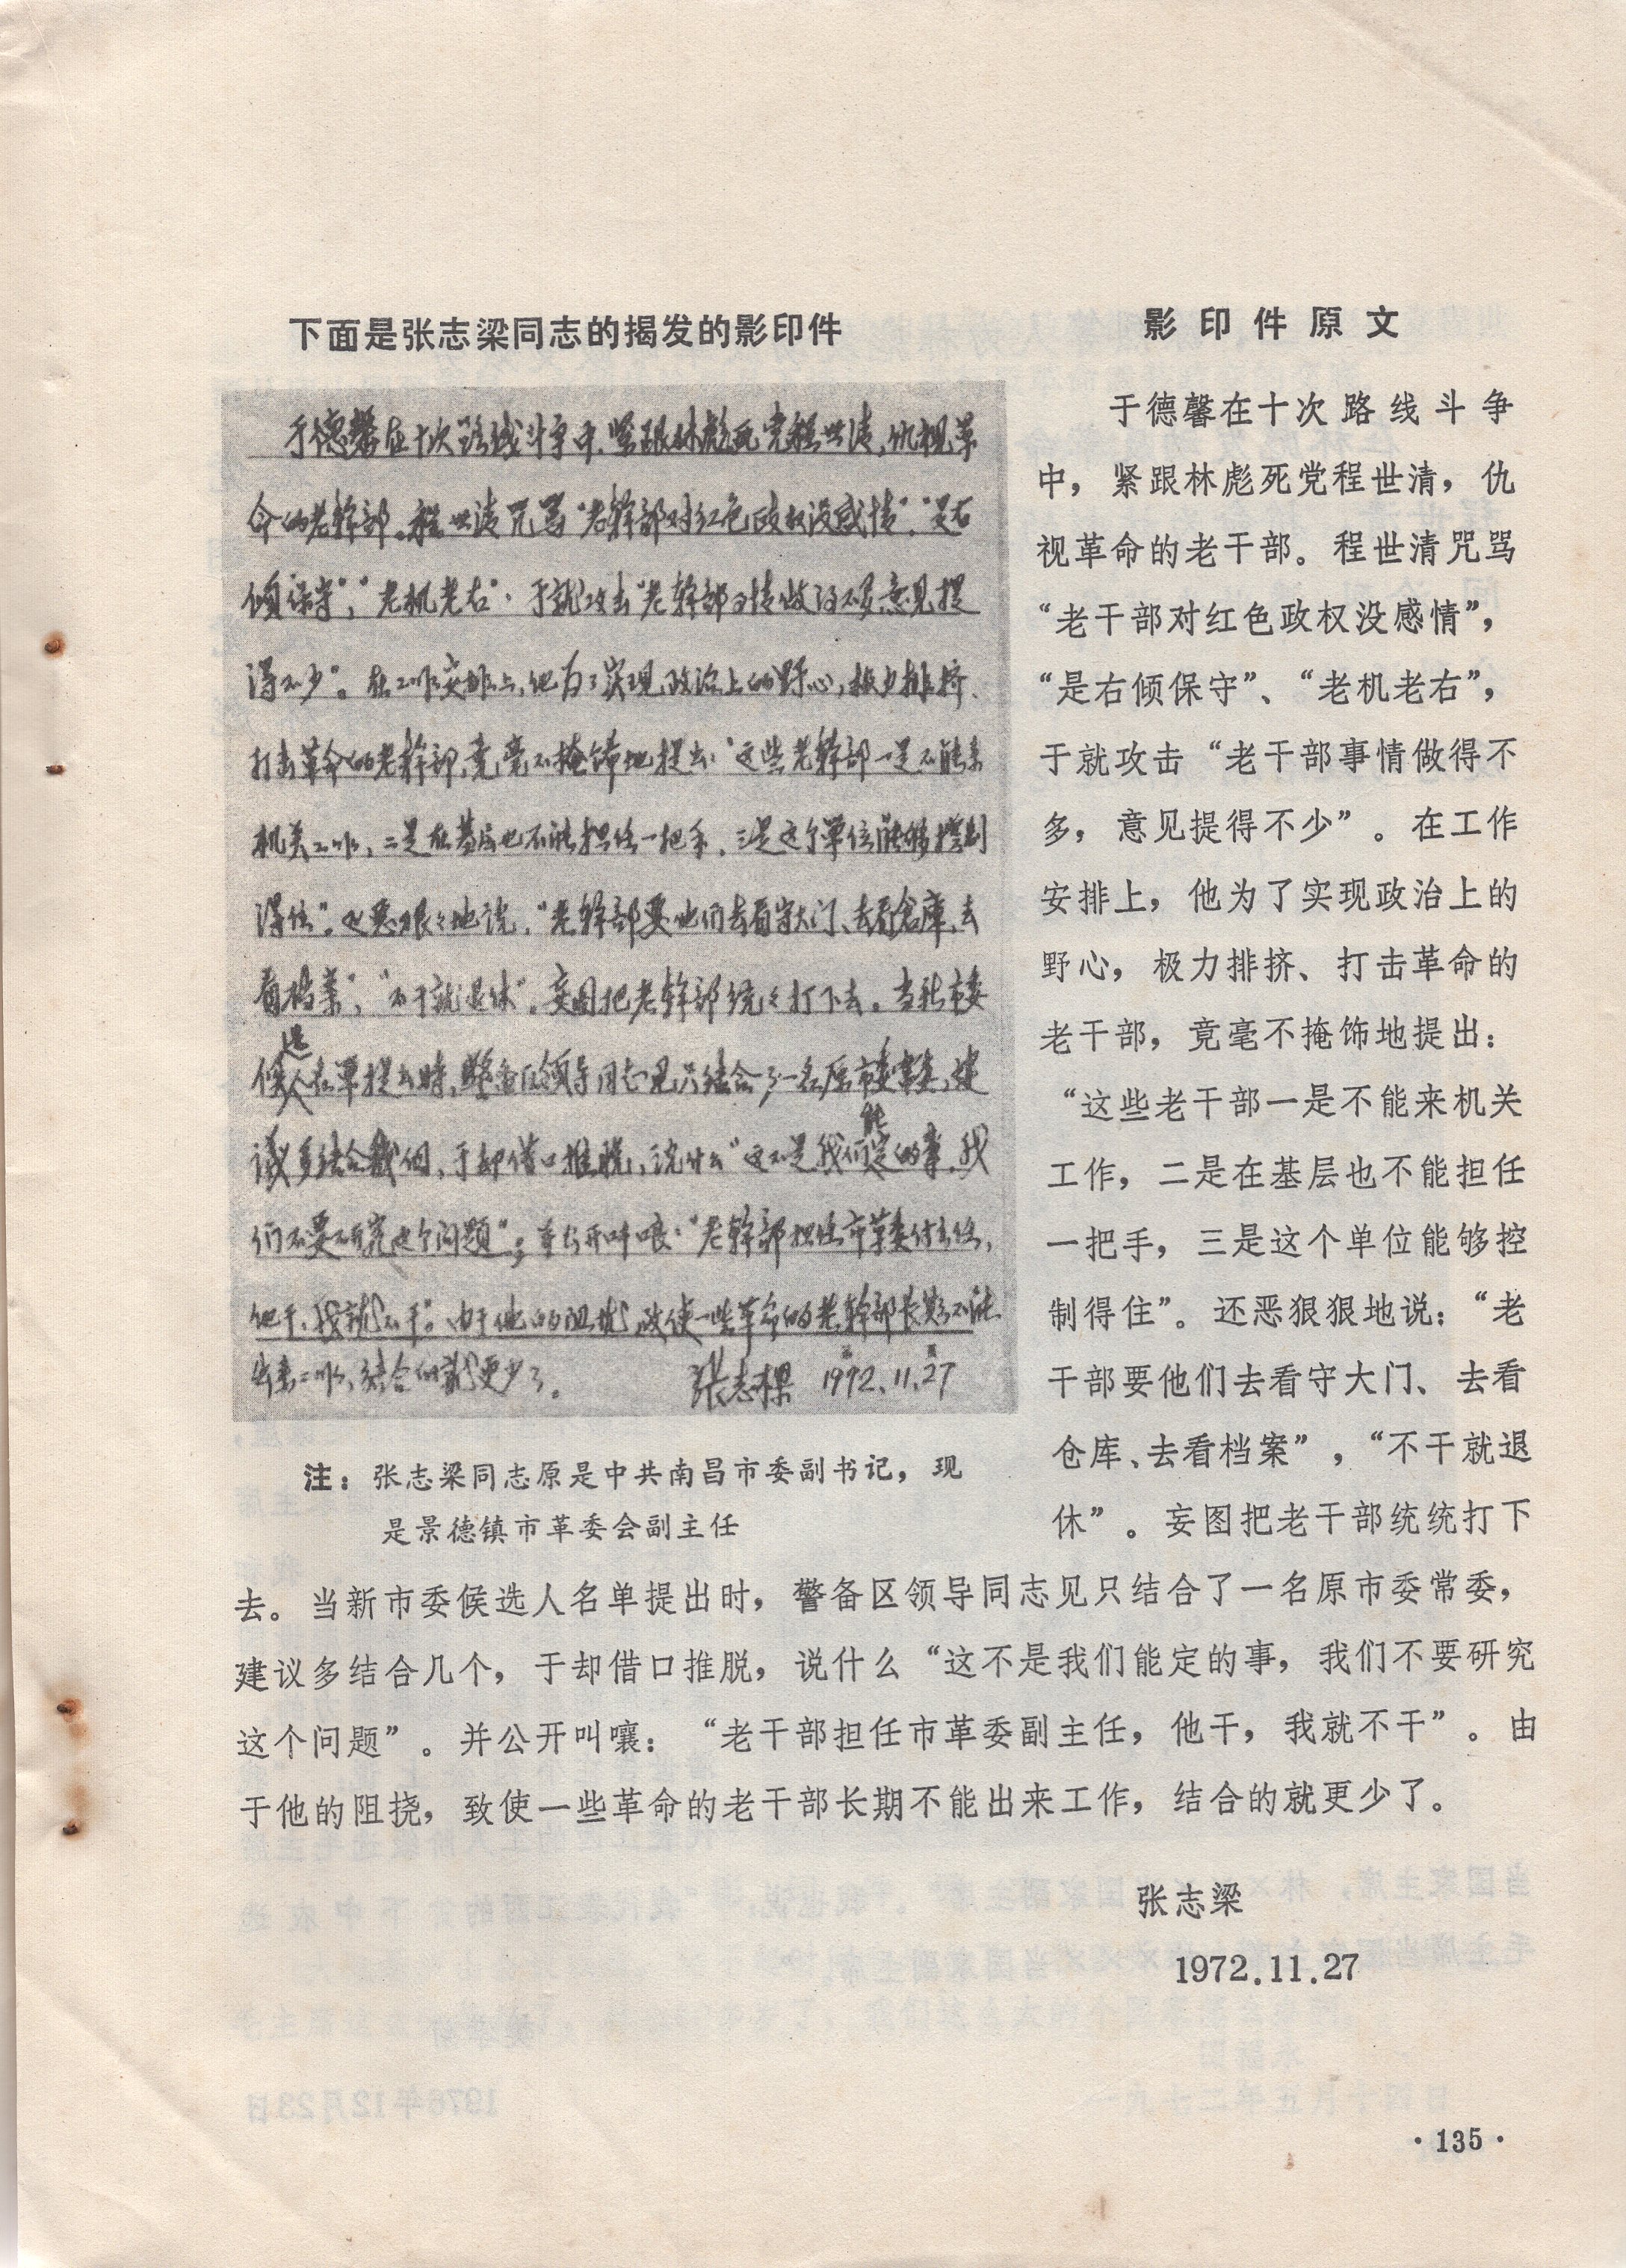 下面是张志梁同志的揭发的影印件
于德馨在十次路线斗争中,紧跟林彪死党程世清,仇视革
命的老幹部。程世清咒骂“老幹部对红色政权没感情”,“是右
倾保守”,“老机老右”。于就攻击“老幹部事情做得不多,意见提
得不少”。在工作安排上,他为了实现政治上的野心,极力排挤、
打击革命的老幹部,竟毫不掩饰地提出:“这些老幹部一是不能来
机关工作,二是在基层也不能担任一把手,三是这个单位能够控制
得住”。还恶狠々地说:“老幹部要他们去看守大门、去看倉庫、去
看档案”,“不干就退休”。妄图把老幹部统々打下去。当新市委
候选人名单提出时,警备区领导同志见只结合了一名原市委常委,建
议多结合几個,于却借口推脱,说什么“这不是我们能定的事,我
们不要研究这个问题”;并公开叫嚷:“老幹部担任市革委付主任,
他干,我就不干”。由于他的阻挠,致使一些革命的老幹部长期不能
出来工作,结合的就更少了。
张志樑 1972.11.27
注:张志梁同志原是中共南昌市委副书记,现
是景德镇市革委会副主任
影印件原文
于德馨在十次路线斗争
中,紧跟林彪死党程世清,仇
视革命的老干部。程世清咒骂
“老干部对红色政权没感情”,
“是右倾保守”、“老机老右”,
于就攻击“老干部事情做得不
多,意见提得不少”。在工作
安排上,他为了实现政治上的
野心,极力排挤、打击革命的
老干部,竟毫不掩饰地提出:
“这些老干部一是不能来机关
工作,二是在基层也不能担任
一把手,三是这个单位能够控
制得住”。还恶狠狠地说:“老
干部要他们去看守大门、去看
仓库、去看档案”,“不干就退
休”。妄图把老干部统统打下
去。当新市委侯选人名单提出时,警备区领导同志见只结合了一名原市委常委,
建议多结合几个,于却借口推脱,说什么“这不是我们能定的事,我们不要研究
这个问题”。并公开叫嚷:“老干部担任市革委副主任,他干,我就不干”。由
于他的阻挠,致使一些革命的老干部长期不能出来工作,结合的就更少了。
张志梁
1972.11.27
·135·